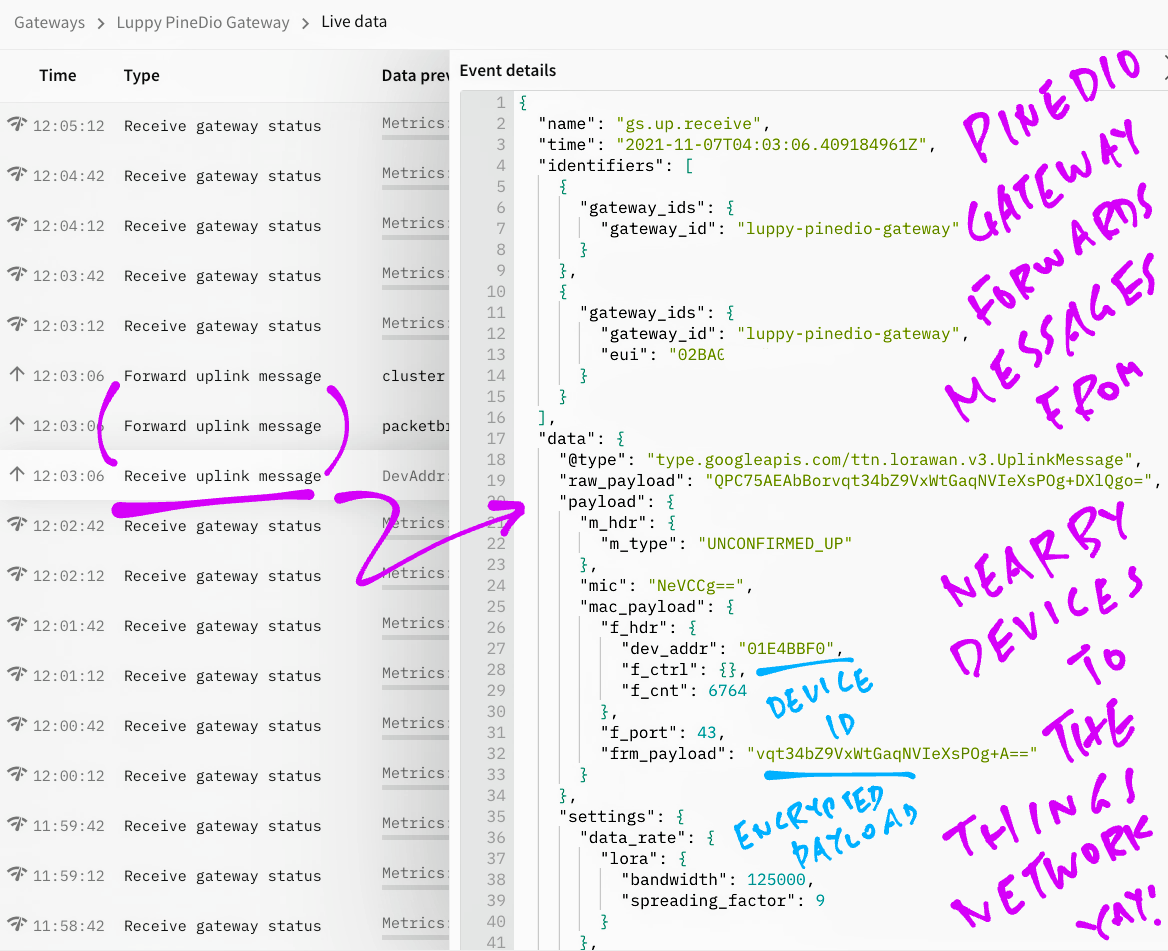 Gateways > Luppy PineDio Gateway > Live data
Time Type Data prev
12:05:12 Receive gateway status Metrics:
12:04:42 Receive gateway status Metrics:
12:04:12 Receive gateway status Metrics:
12:03:42 Receive gateway status Metrics:
12:03:12 Receive gateway status Metrics:
12:03:06 Forward uplink message cluster
12:03:06 Forward uplink message packetbr
12:03:06 Receive uplink message DevAddr:
12:02:42 Receive gateway status Metrics:
12:02:12 Receive gateway status Metrics:
12:01:42 Receive gateway status Metrics:
12:01:12 Receive gateway status Metrics:
12:00:42 Receive gateway status Metrics:
12:00:12 Receive gateway status Metrics:
11:59:42 Receive gateway status Metrics:
11:59:12 Receive gateway status Metrics:
11:58:42 Receive gateway status Metrics:
Event details
1 {
2 "name": "gs.up.receive",
3 "time": "2021-11-07T04:03:06.409184961Z",
4 "identifiers": [
5 {
6 "gateway_ids": {
7 "gateway_id": "luppy-pinedio-gateway"
8 }
9 },
10 {
11 "gateway_ids": {
12 "gateway_id": "luppy-pinedio-gateway",
13 "eui": "02BA
14 }
15 }
16 ],
17 "data": {
18 "@type": "type.googleapis.com/ttn.lorawan.v3.UplinkMessage",
19 "raw_payload": "QPC75AEAbBorvqt34bZ9VxWtGaqNVIeXsPOg+DXlQgo=",
20 "payload": {
21 "m_hdr": {
22 "m_type": "UNCONFIRMED_UP"
23 },
24 "mic": "NeVCCg==",
25 "mac_payload": {
26 "f_hdr": {
27 "dev_addr": "01E4BBF0",
28 "f_ctrl": {},
29 "f_cnt": 6764
30 },
31 "f_port": 43,
32 "frm_payload": "vqt34bZ9VxWtGaqNVIeXsPOg+A=="
33 }
34 },
35 "settings": {
36 "data_rate": {
37 "lora": {
38 "bandwidth": 125000,
39 "spreading_factor": 9
40 }
41 },
PINEDIO
GATEWAY
FORWARDS
MESSAGES
FROM
NEARBY
DEVICES
TO
THE
THINGS
NETWORK
YAY!
DEVICE
ID
ENCRYPTED
PAYLOAD